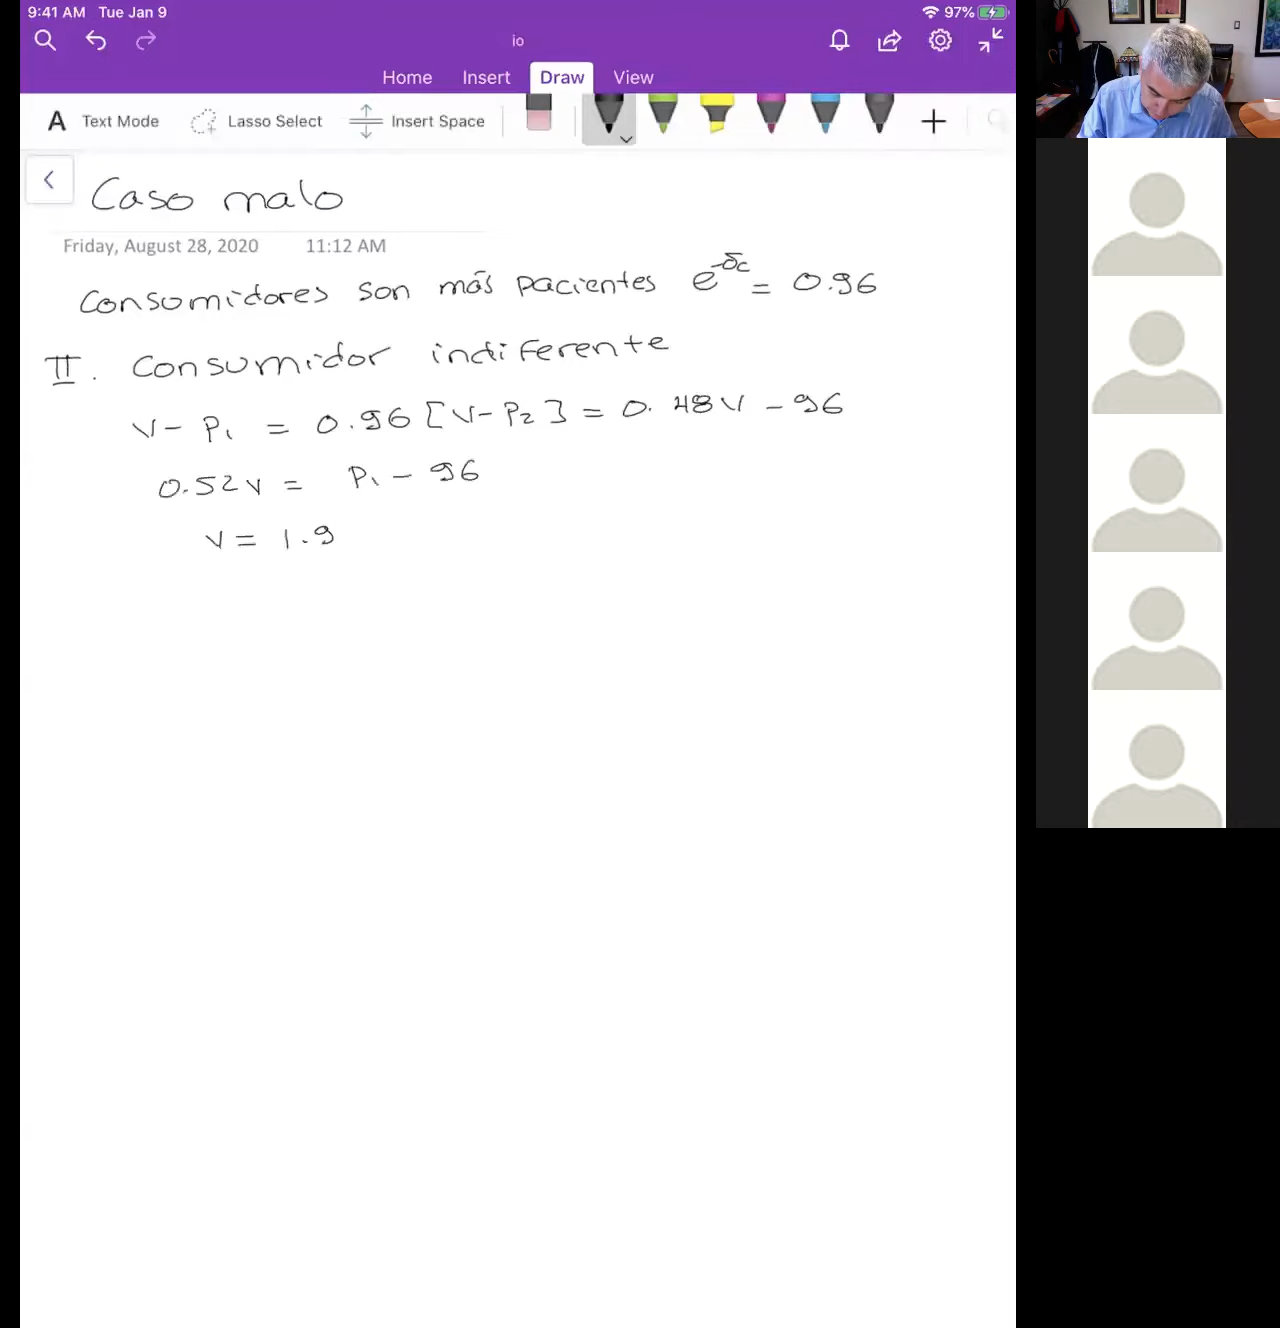 9:41 AM Tue Jan 9
97%
io
Home Insert Draw View
A Text Mode Lasso Select Insert Space
Caso malo
Friday, August 28, 2020 11:12 AM
Consumidores son más pacientes e^-δc = 0.96
II. Consumidor indiferente
V - P1 = 0.96 [V - P2] = 0.48V - 96
0.52V = P1 - 96
V = 1.9